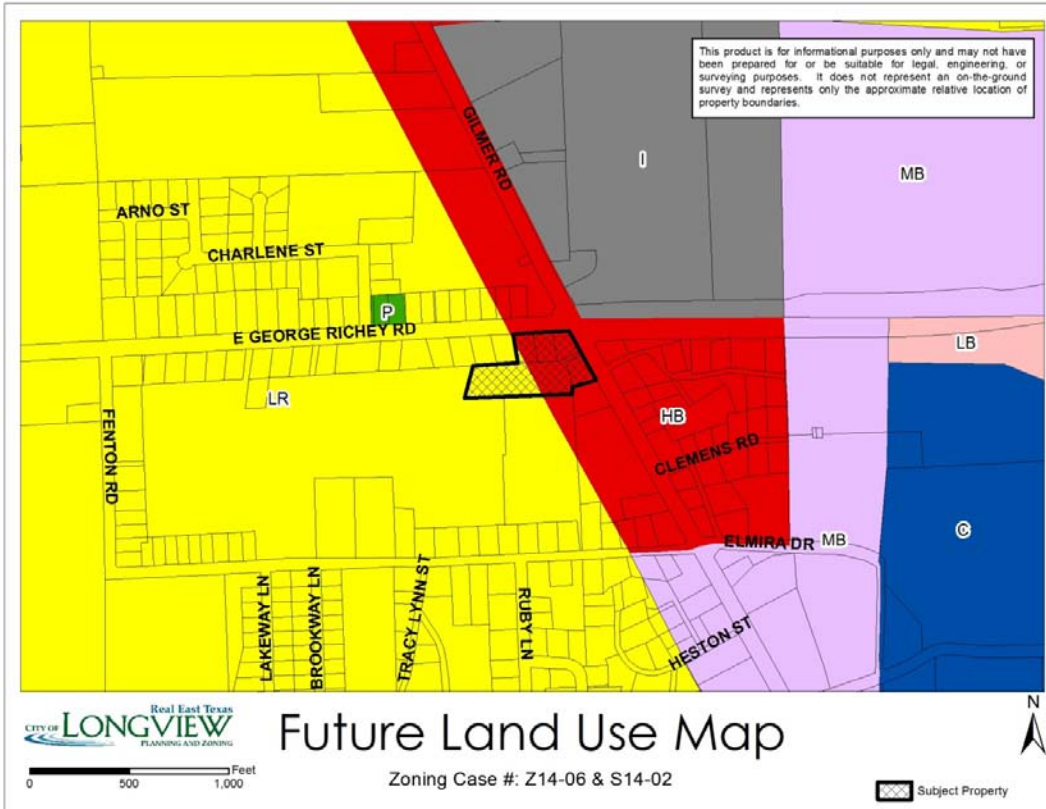 This product is for informational purposes only and may not have
been prepared for or be suitable for legal, engineering, or
surveying purposes. It does not represent an on-the-ground
survey and represents only the approximate relative location of
property boundaries.
GILMER RD
I
MB
ARNO ST
CHARLENE ST
P
E GEORGE RICHEY RD
LB
LR
HB
FENTON RD
CLEMENS RD
ELMIRA DR
MB
C
LAKEWAY LN
BROOKWAY LN
TRACY LYNN ST
RUBY LN
HESTON ST
Real East Texas
CITY OF LONGVIEW
PLANNING AND ZONING
Future Land Use Map
N
Feet
0 500 1,000
Zoning Case #: Z14-06 & S14-02
Subject Property